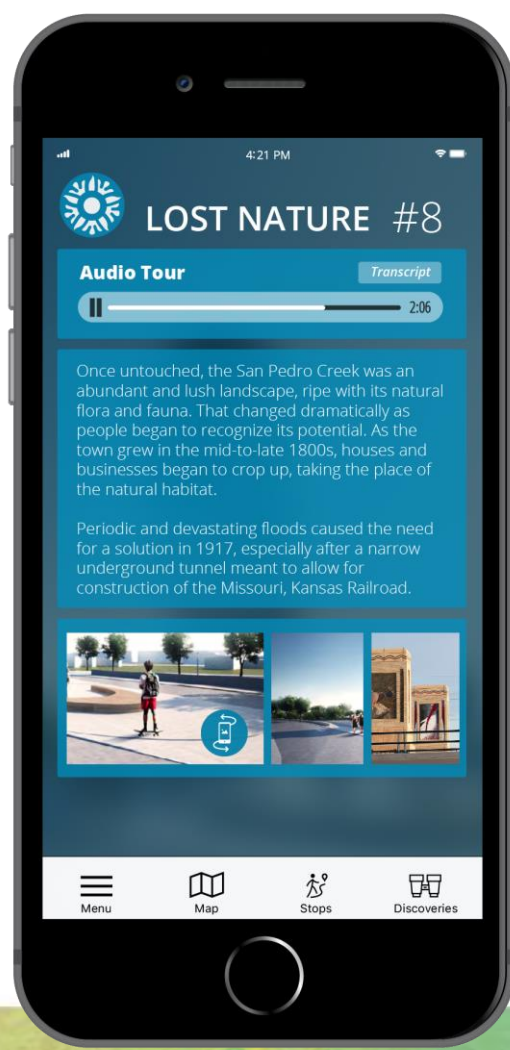 4:21 PM
LOST NATURE #8
Audio Tour
Transcript
2:06
Once untouched, the San Pedro Creek was an
abundant and lush landscape, ripe with its natural
flora and fauna. That changed dramatically as
people began to recognize its potential. As the
town grew in the mid-to-late 1800s, houses and
businesses began to crop up, taking the place of
the natural habitat.
Periodic and devastating floods caused the need
for a solution in 1917, especially after a narrow
underground tunnel meant to allow for
construction of the Missouri, Kansas Railroad.
Menu
Map
Stops
Discoveries